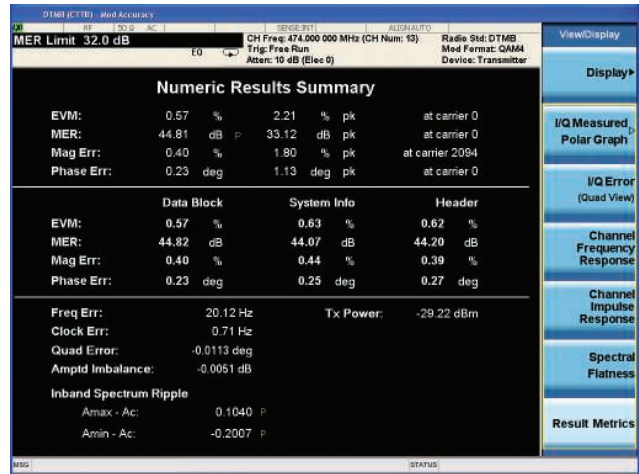 DTMB (CTTB) - Mod Accuracy
RF 50 Ω AC SENSE:INT ALIGN AUTO
MER Limit 32.0 dB
EQ
CH Freq: 474.000 000 MHz (CH Num: 13)
Trig: Free Run
Atten: 10 dB (Elec 0)
Radio Std: DTMB
Mod Format: QAM4
Device: Transmitter
Numeric Results Summary
EVM: 0.57 % 2.21 % pk at carrier 0
MER: 44.81 dB P 33.12 dB pk at carrier 0
Mag Err: 0.40 % 1.80 % pk at carrier 2094
Phase Err: 0.23 deg 1.13 deg pk at carrier 0
Data Block System Info Header
EVM: 0.57 % 0.63 % 0.62 %
MER: 44.82 dB 44.07 dB 44.20 dB
Mag Err: 0.40 % 0.44 % 0.39 %
Phase Err: 0.23 deg 0.25 deg 0.27 deg
Freq Err: 20.12 Hz Tx Power: -29.22 dBm
Clock Err: 0.71 Hz
Quad Error: -0.0113 deg
Amptd Imbalance: -0.0051 dB
Inband Spectrum Ripple
Amax - Ac: 0.1040 P
Amin - Ac: -0.2007 P
MSG STATUS
View/Display
Display
I/Q Measured
Polar Graph
I/Q Error
(Quad View)
Channel
Frequency
Response
Channel
Impulse
Response
Spectral
Flatness
Result Metrics